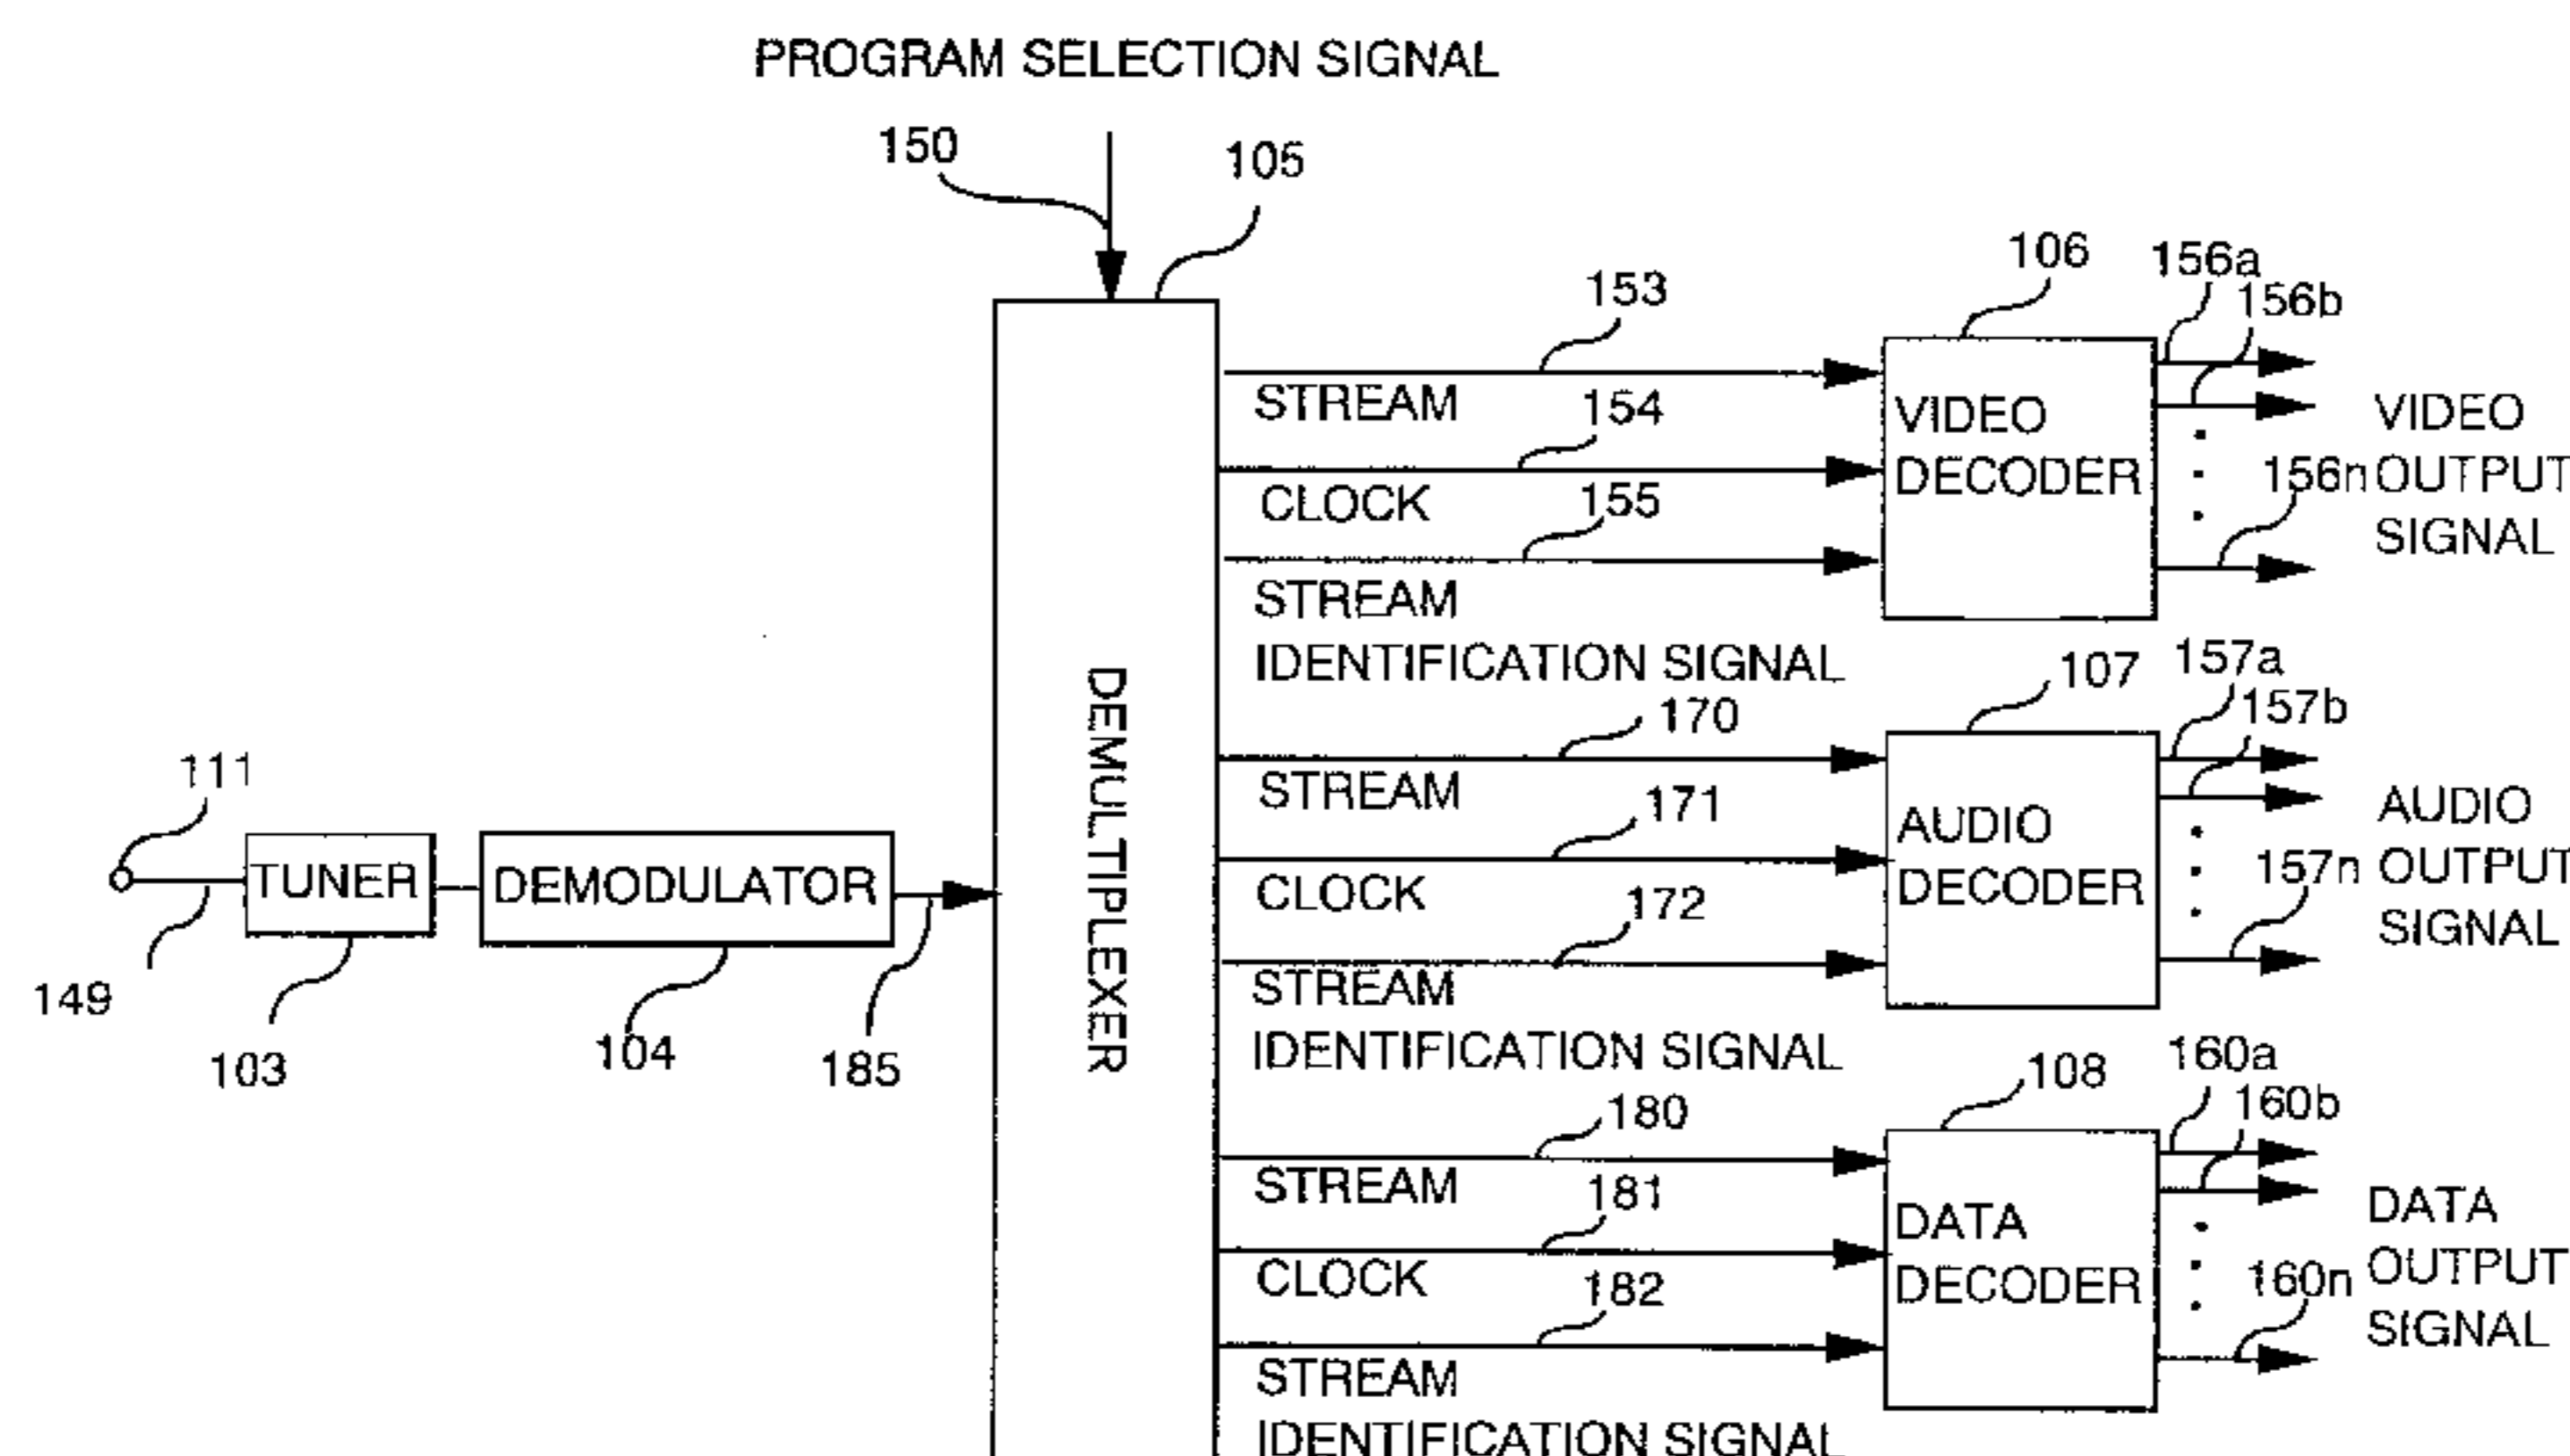 PROGRAM SELECTION SIGNAL
150
105
153
106
156a
156b
STREAM
154
VIDEO
DECODER
VIDEO
OUTPUT
SIGNAL
156n
CLOCK
155
STREAM
IDENTIFICATION SIGNAL
107
157a
157b
170
STREAM
171
AUDIO
DECODER
AUDIO
OUTPUT
SIGNAL
157n
111
TUNER
DEMODULATOR
DEMULTIPLEXER
CLOCK
172
149
103
104
185
STREAM
IDENTIFICATION SIGNAL
108
160a
160b
180
STREAM
181
DATA
DECODER
DATA
OUTPUT
SIGNAL
160n
CLOCK
182
STREAM
IDENTIFICATION SIGNAL